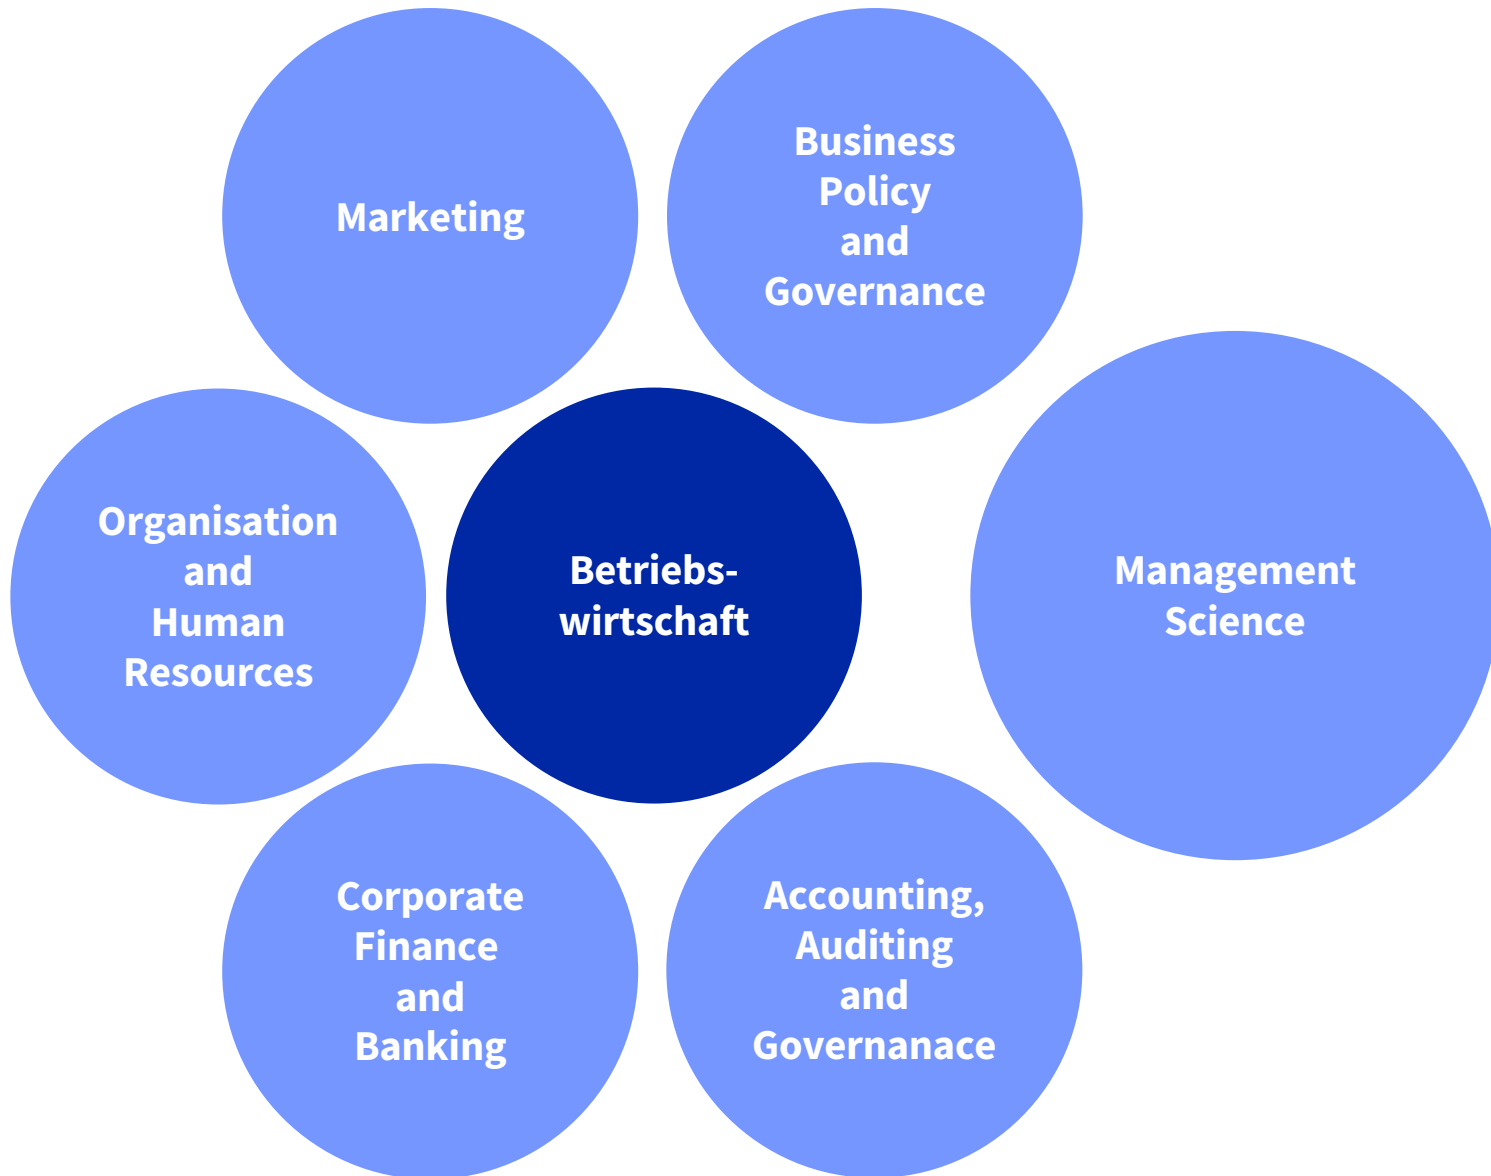 Marketing
Business
Policy
and
Governance
Organisation
and
Human
Resources
Betriebs-
wirtschaft
Management
Science
Corporate
Finance
and
Banking
Accounting,
Auditing
and
Governanace